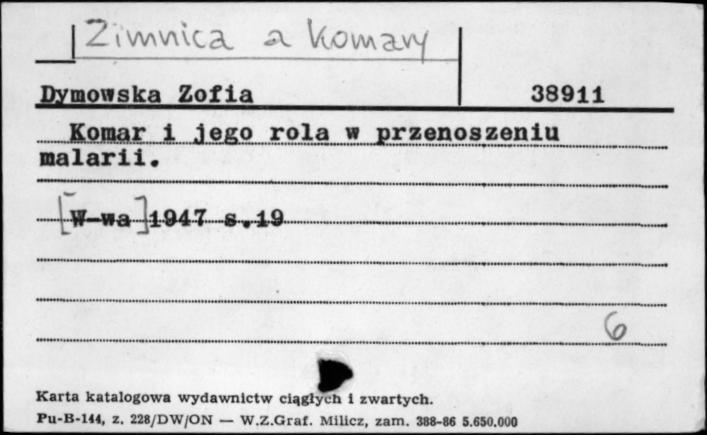 Zimnica a komary
Dymowska Zofia 38911
Komar i jego rola w przenoszeniu
malarii.
[W-wa] 1947 s.19
6
Karta katalogowa wydawnictw ciągłych i zwartych.
Pu-B-144, z. 228/DW/ON — W.Z.Graf. Milicz, zam. 388-86 5.650.000